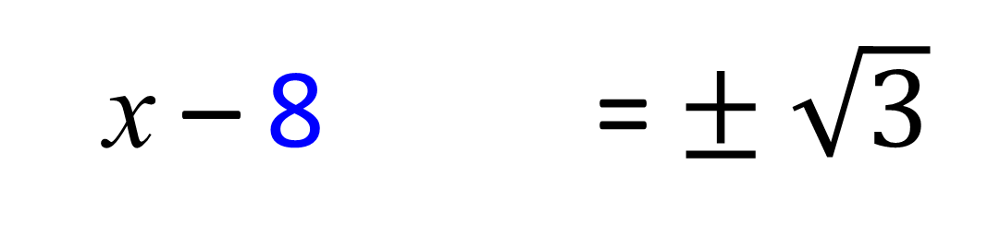 x − 8 = ± √3